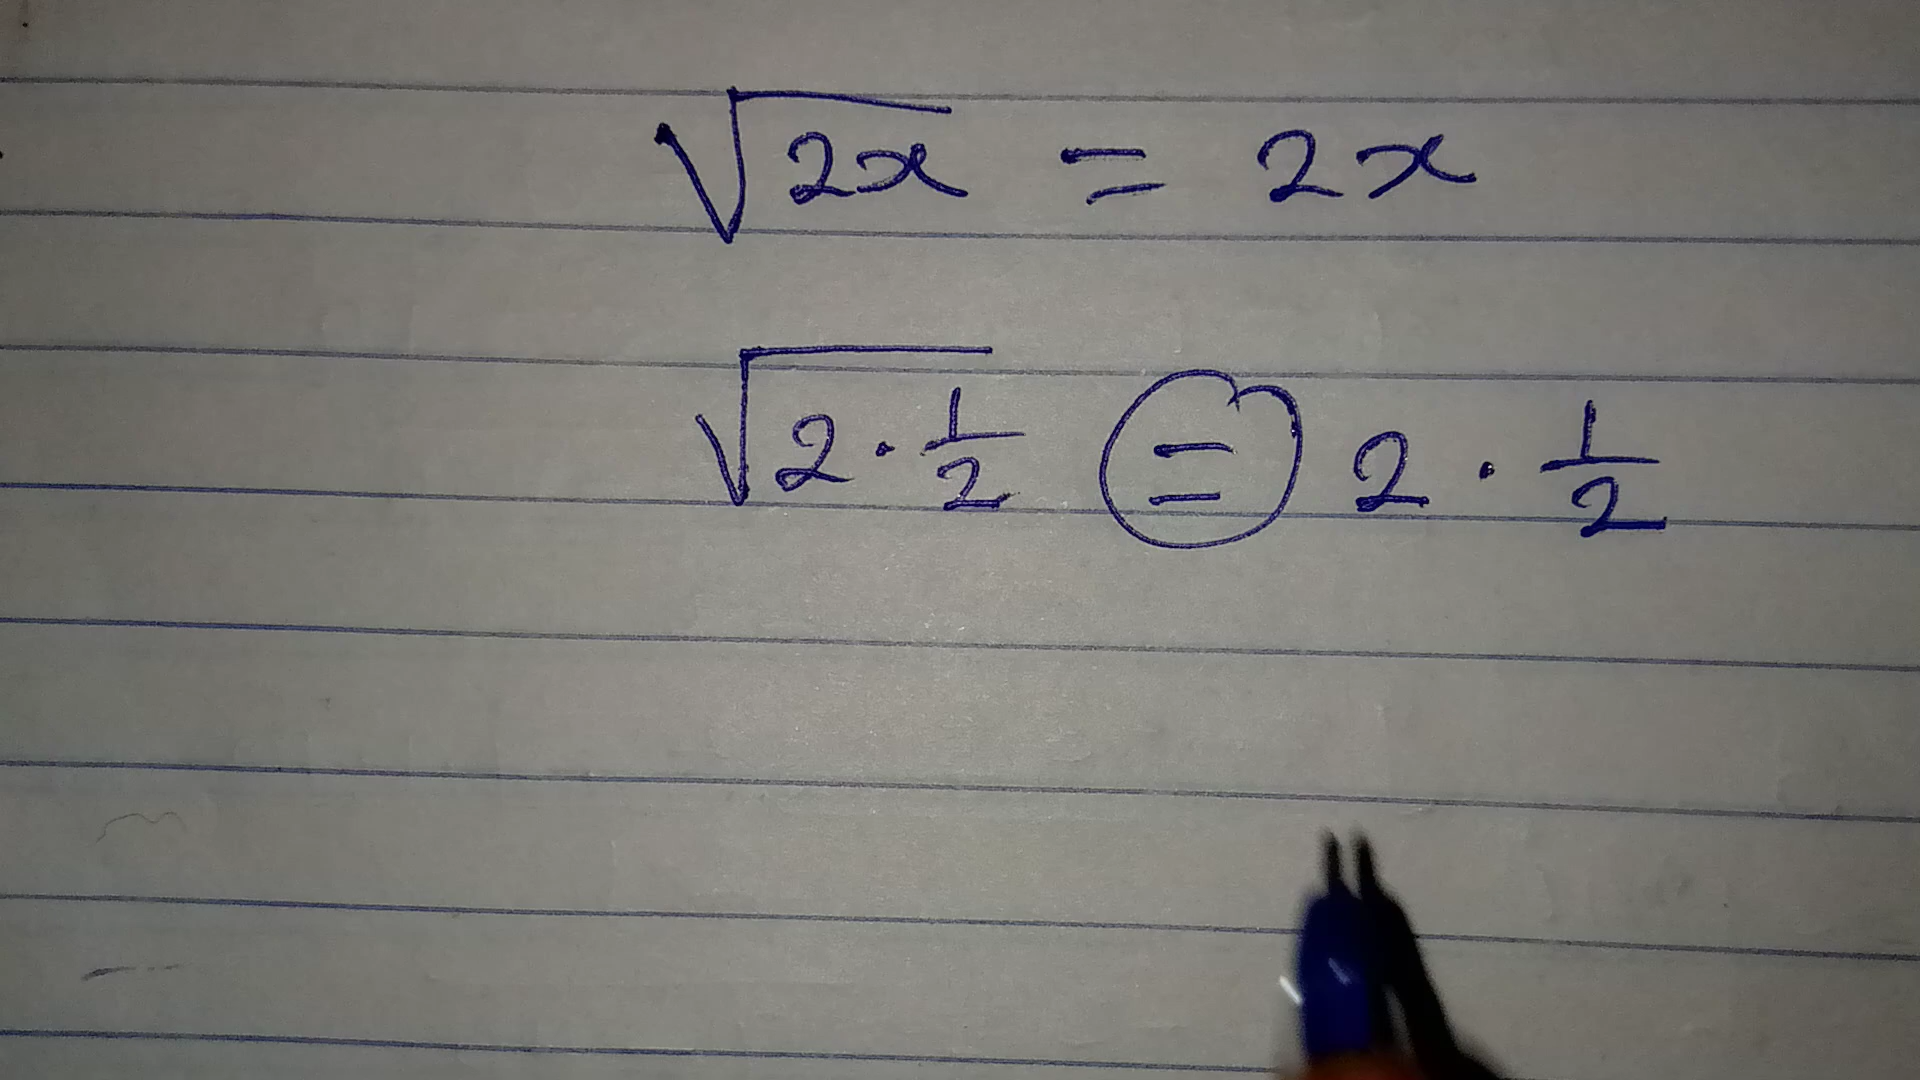 √2x = 2x
√2·1/2 = 2·1/2